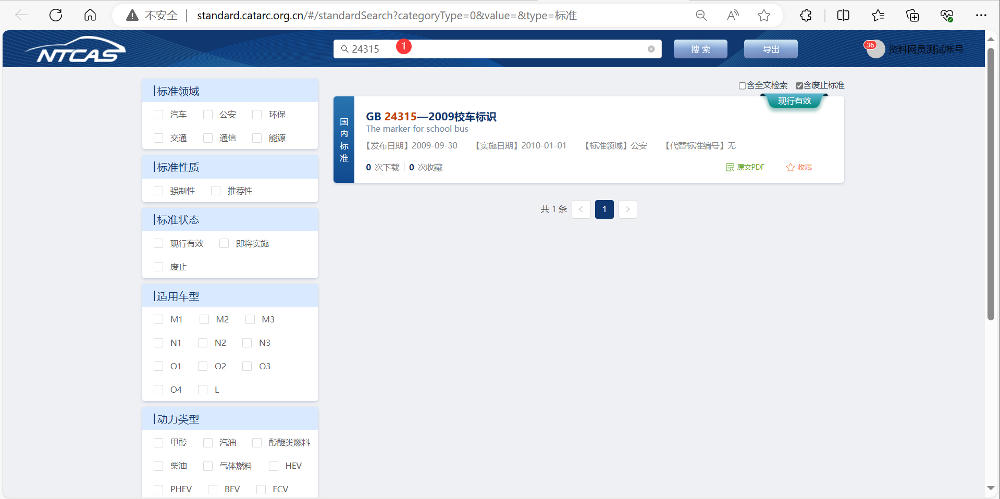 不安全 standard.catarc.org.cn/#/standardSearch?categoryType=0&value=&type=标准
NTCAS
24315
1
搜 索
导出
36
资料网员测试帐号
含全文检索 含废止标准
标准领域
汽车 公安 环保
交通 通信 能源
标准性质
强制性 推荐性
标准状态
现行有效 即将实施
废止
适用车型
M1 M2 M3
N1 N2 N3
O1 O2 O3
O4 L
动力类型
甲醇 汽油 醇醚类燃料
柴油 气体燃料 HEV
PHEV BEV FCV
国内标准
现行有效
GB 24315—2009校车标识
The marker for school bus
【发布日期】2009-09-30 【实施日期】2010-01-01 【标准领域】公安 【代替标准编号】无
0 次下载 0 次收藏 原文PDF 收藏
共 1 条 < 1 >